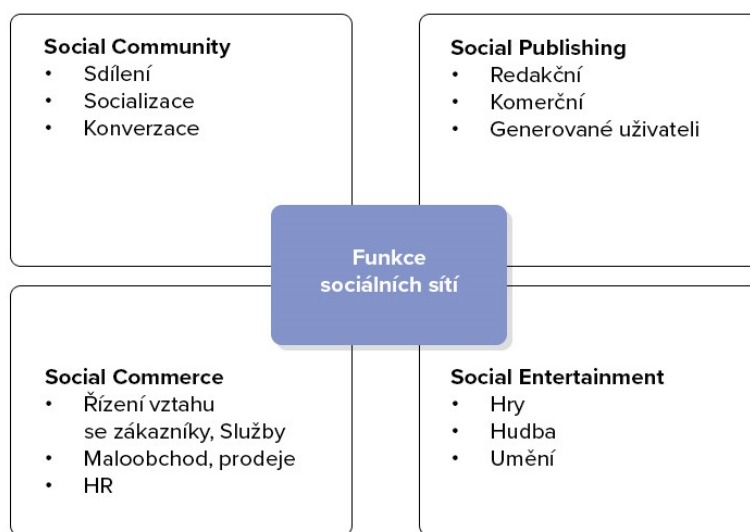 Social Community
• Sdílení
• Socializace
• Konverzace
Social Publishing
• Redakční
• Komerční
• Generované uživateli
Funkce
sociálních sítí
Social Commerce
• Řízení vztahu
se zákazníky, Služby
• Maloobchod, prodeje
• HR
Social Entertainment
• Hry
• Hudba
• Umění